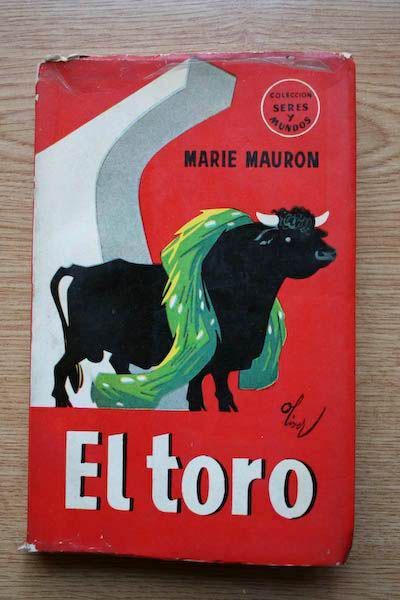 COLECCION
SERES
Y
MUNDOS
MARIE MAURON
El toro